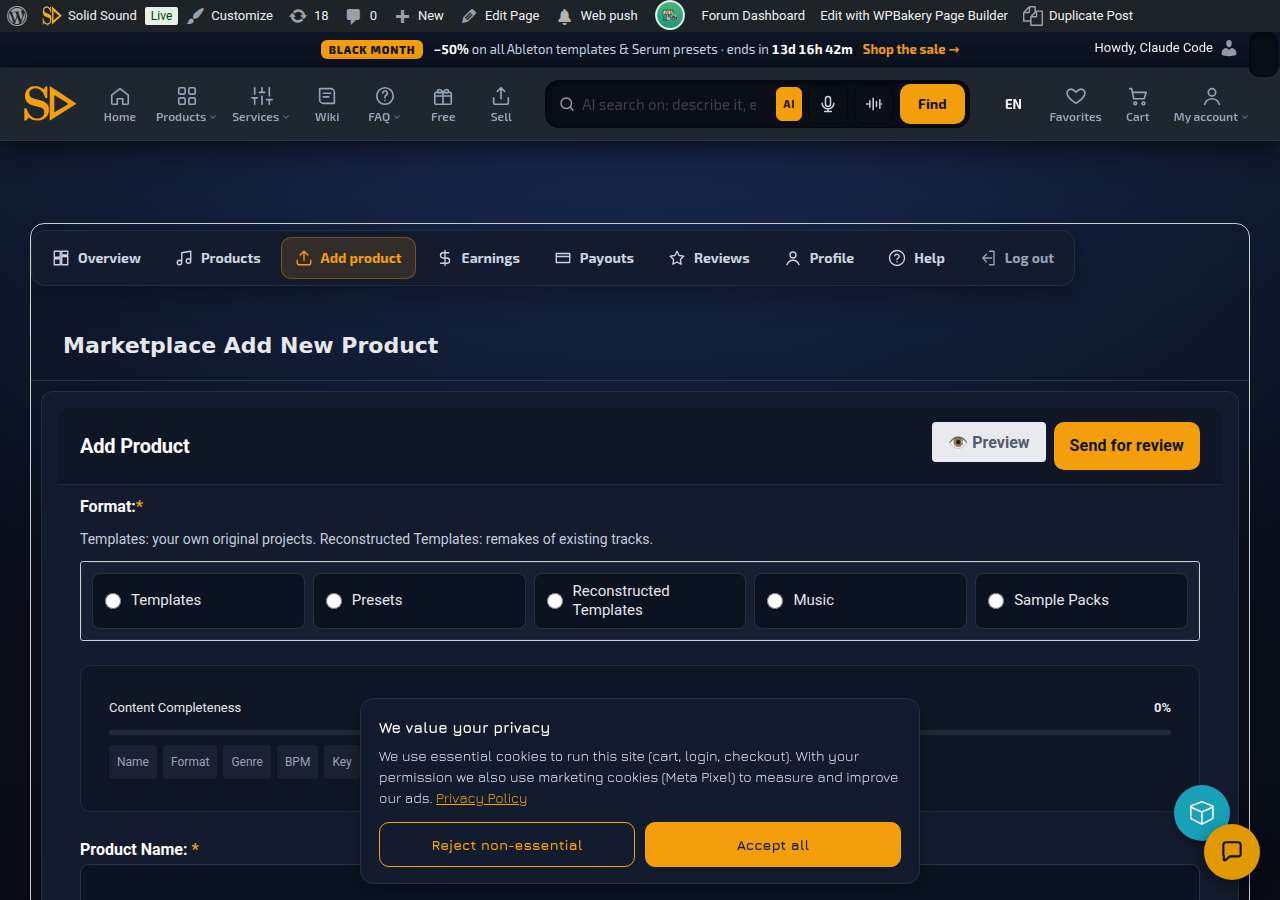 Solid Sound Live Customize 18 0 New Edit Page Web push Forum Dashboard Edit with WPBakery Page Builder Duplicate Post
BLACK MONTH −50% on all Ableton templates & Serum presets · ends in 13d 16h 42m Shop the sale →
Howdy, Claude Code
Home Products Services Wiki FAQ Free Sell
AI search on: describe it, e AI Find
EN Favorites Cart My account
Overview Products Add product Earnings Payouts Reviews Profile Help Log out
Marketplace Add New Product
Add Product Preview Send for review
Format:*
Templates: your own original projects. Reconstructed Templates: remakes of existing tracks.
Templates Presets Reconstructed Templates Music Sample Packs
Content Completeness 0%
Name Format Genre BPM Key
We value your privacy
We use essential cookies to run this site (cart, login, checkout). With your
permission we also use marketing cookies (Meta Pixel) to measure and improve
our ads. Privacy Policy
Reject non-essential Accept all
Product Name: *